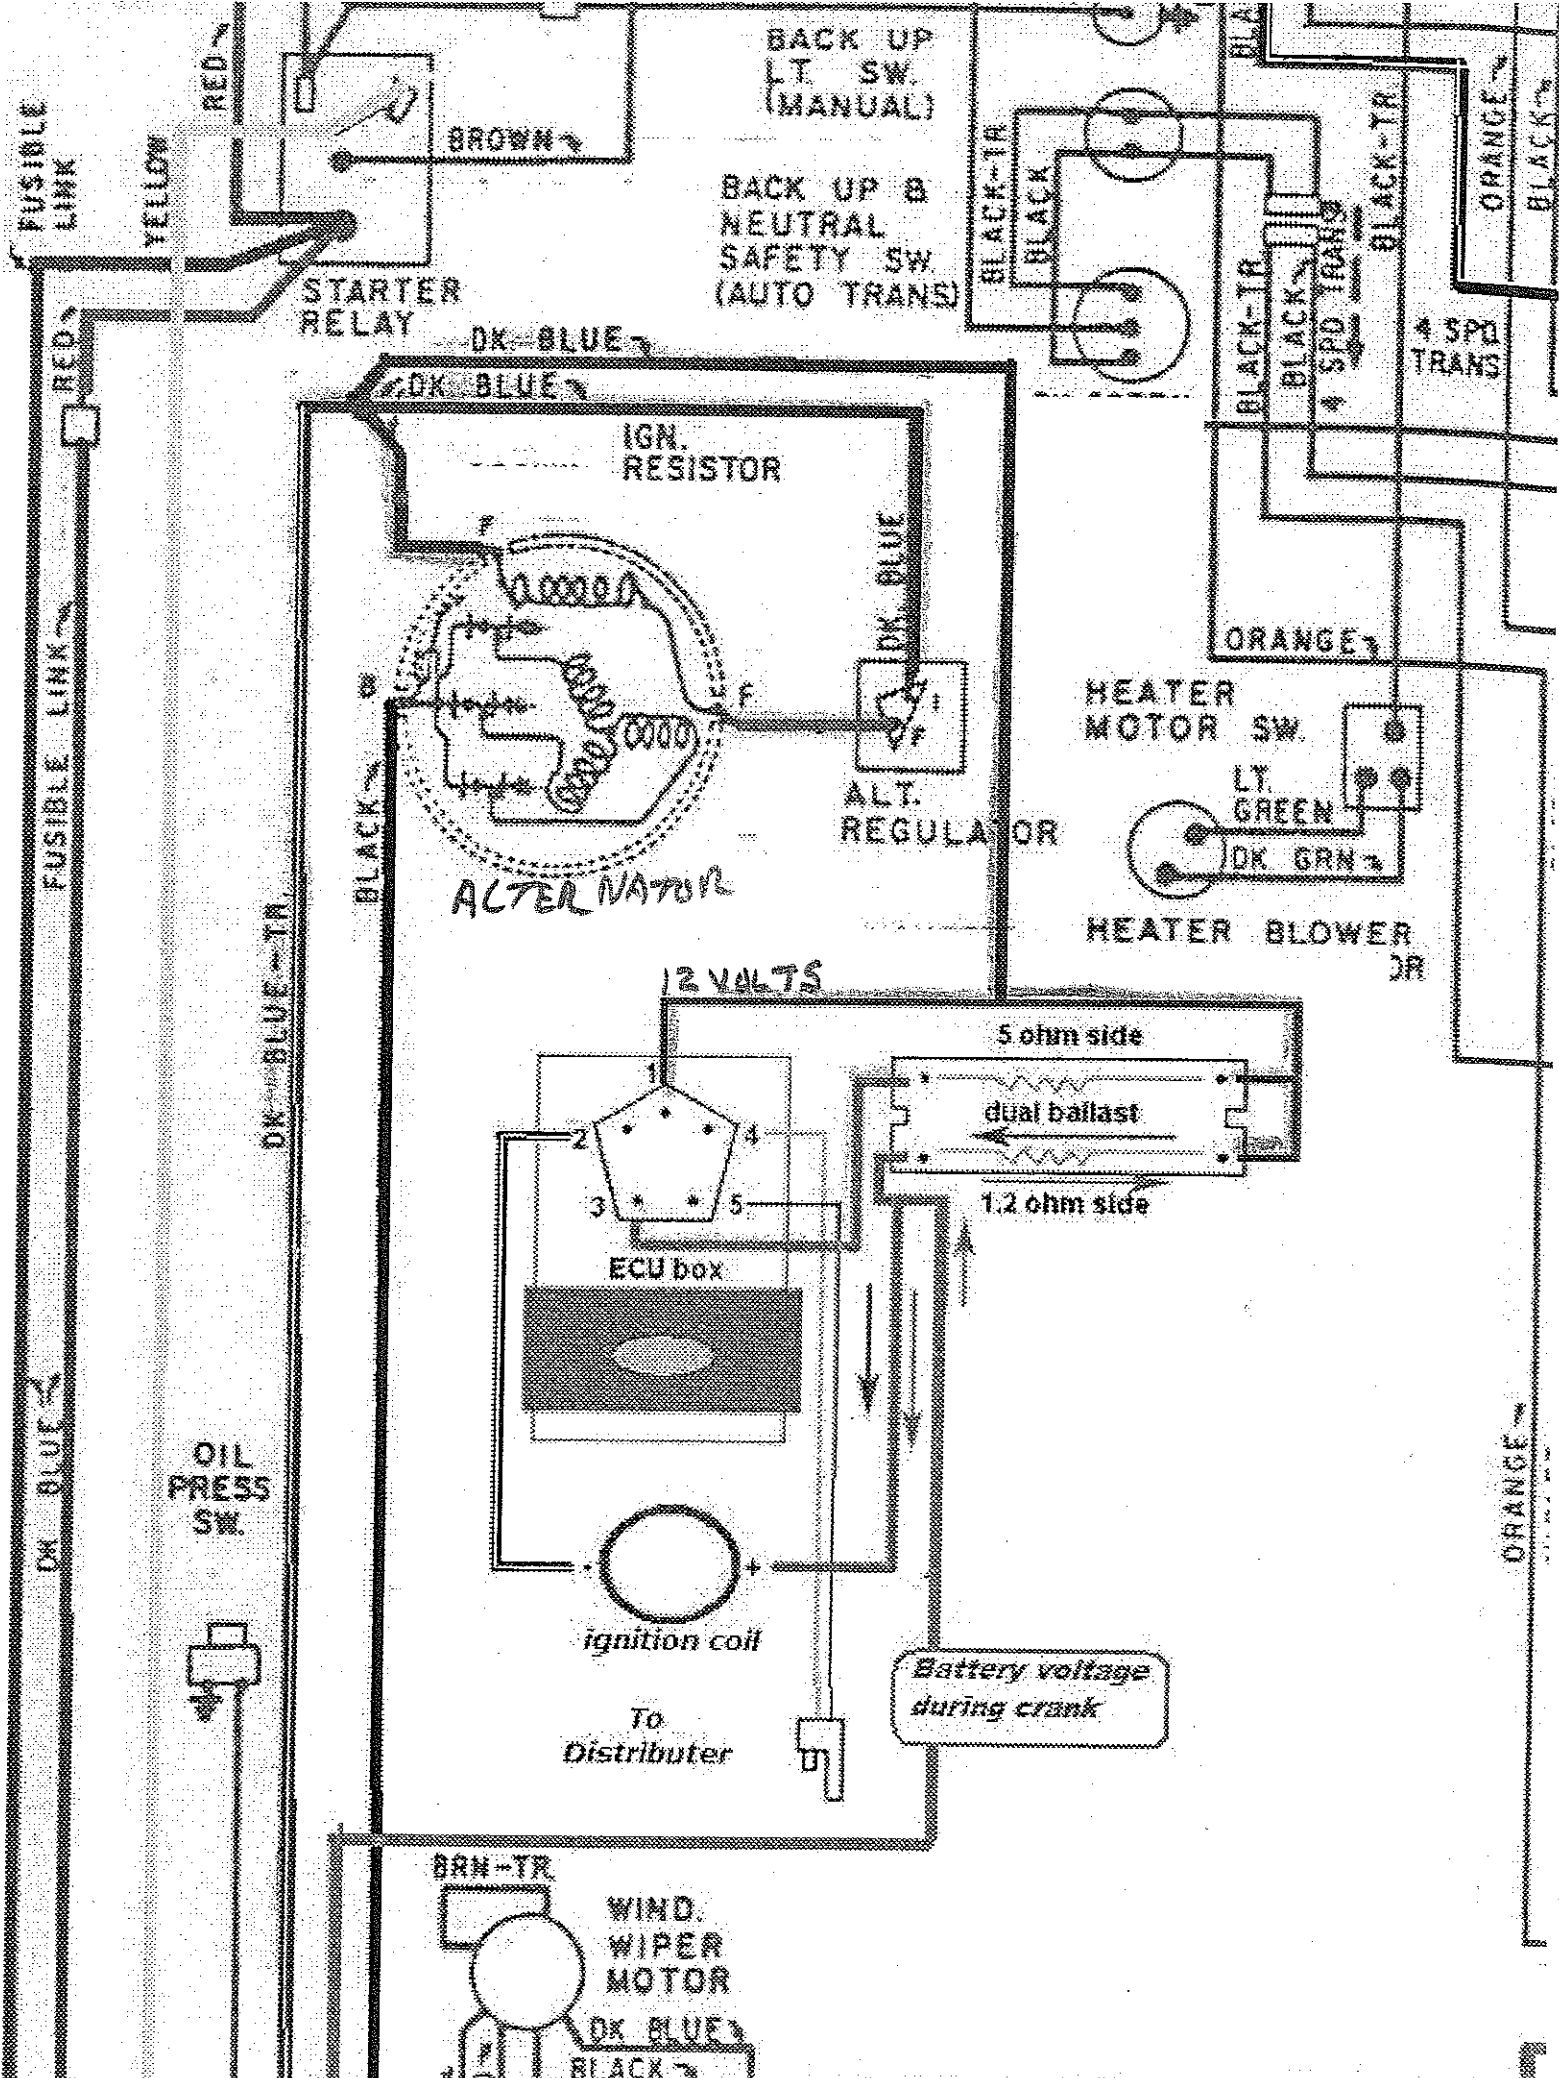 BACK UP
LT. SW.
(MANUAL)
RED
FUSIBLE
LINK
YELLOW
BROWN
BACK UP &
NEUTRAL
SAFETY SW
(AUTO TRANS)
BLACK-TR
BLACK
BLA
BLACK-TR
ORANGE
BLACK
BLACK-TR
BLACK
4 SPD TRANS
4 SPD
TRANS
STARTER
RELAY
RED
DK BLUE
DK BLUE
IGN.
RESISTOR
DK BLUE
F
B
F
I
F
ALT.
REGULATOR
FUSIBLE LINK
BLACK
ALTERNATOR
ORANGE
HEATER
MOTOR SW.
LT.
GREEN
DK GRN
HEATER BLOWER
OR
DK BLUE-TR
12 VOLTS
5 ohm side
dual ballast
1.2 ohm side
1
2
4
3
5
ECU box
DK BLUE
OIL
PRESS
SW.
- +
ignition coil
Battery voltage
during crank
To
Distributer
ORANGE
BRN-TR
WIND.
WIPER
MOTOR
DK BLUE
BLACK